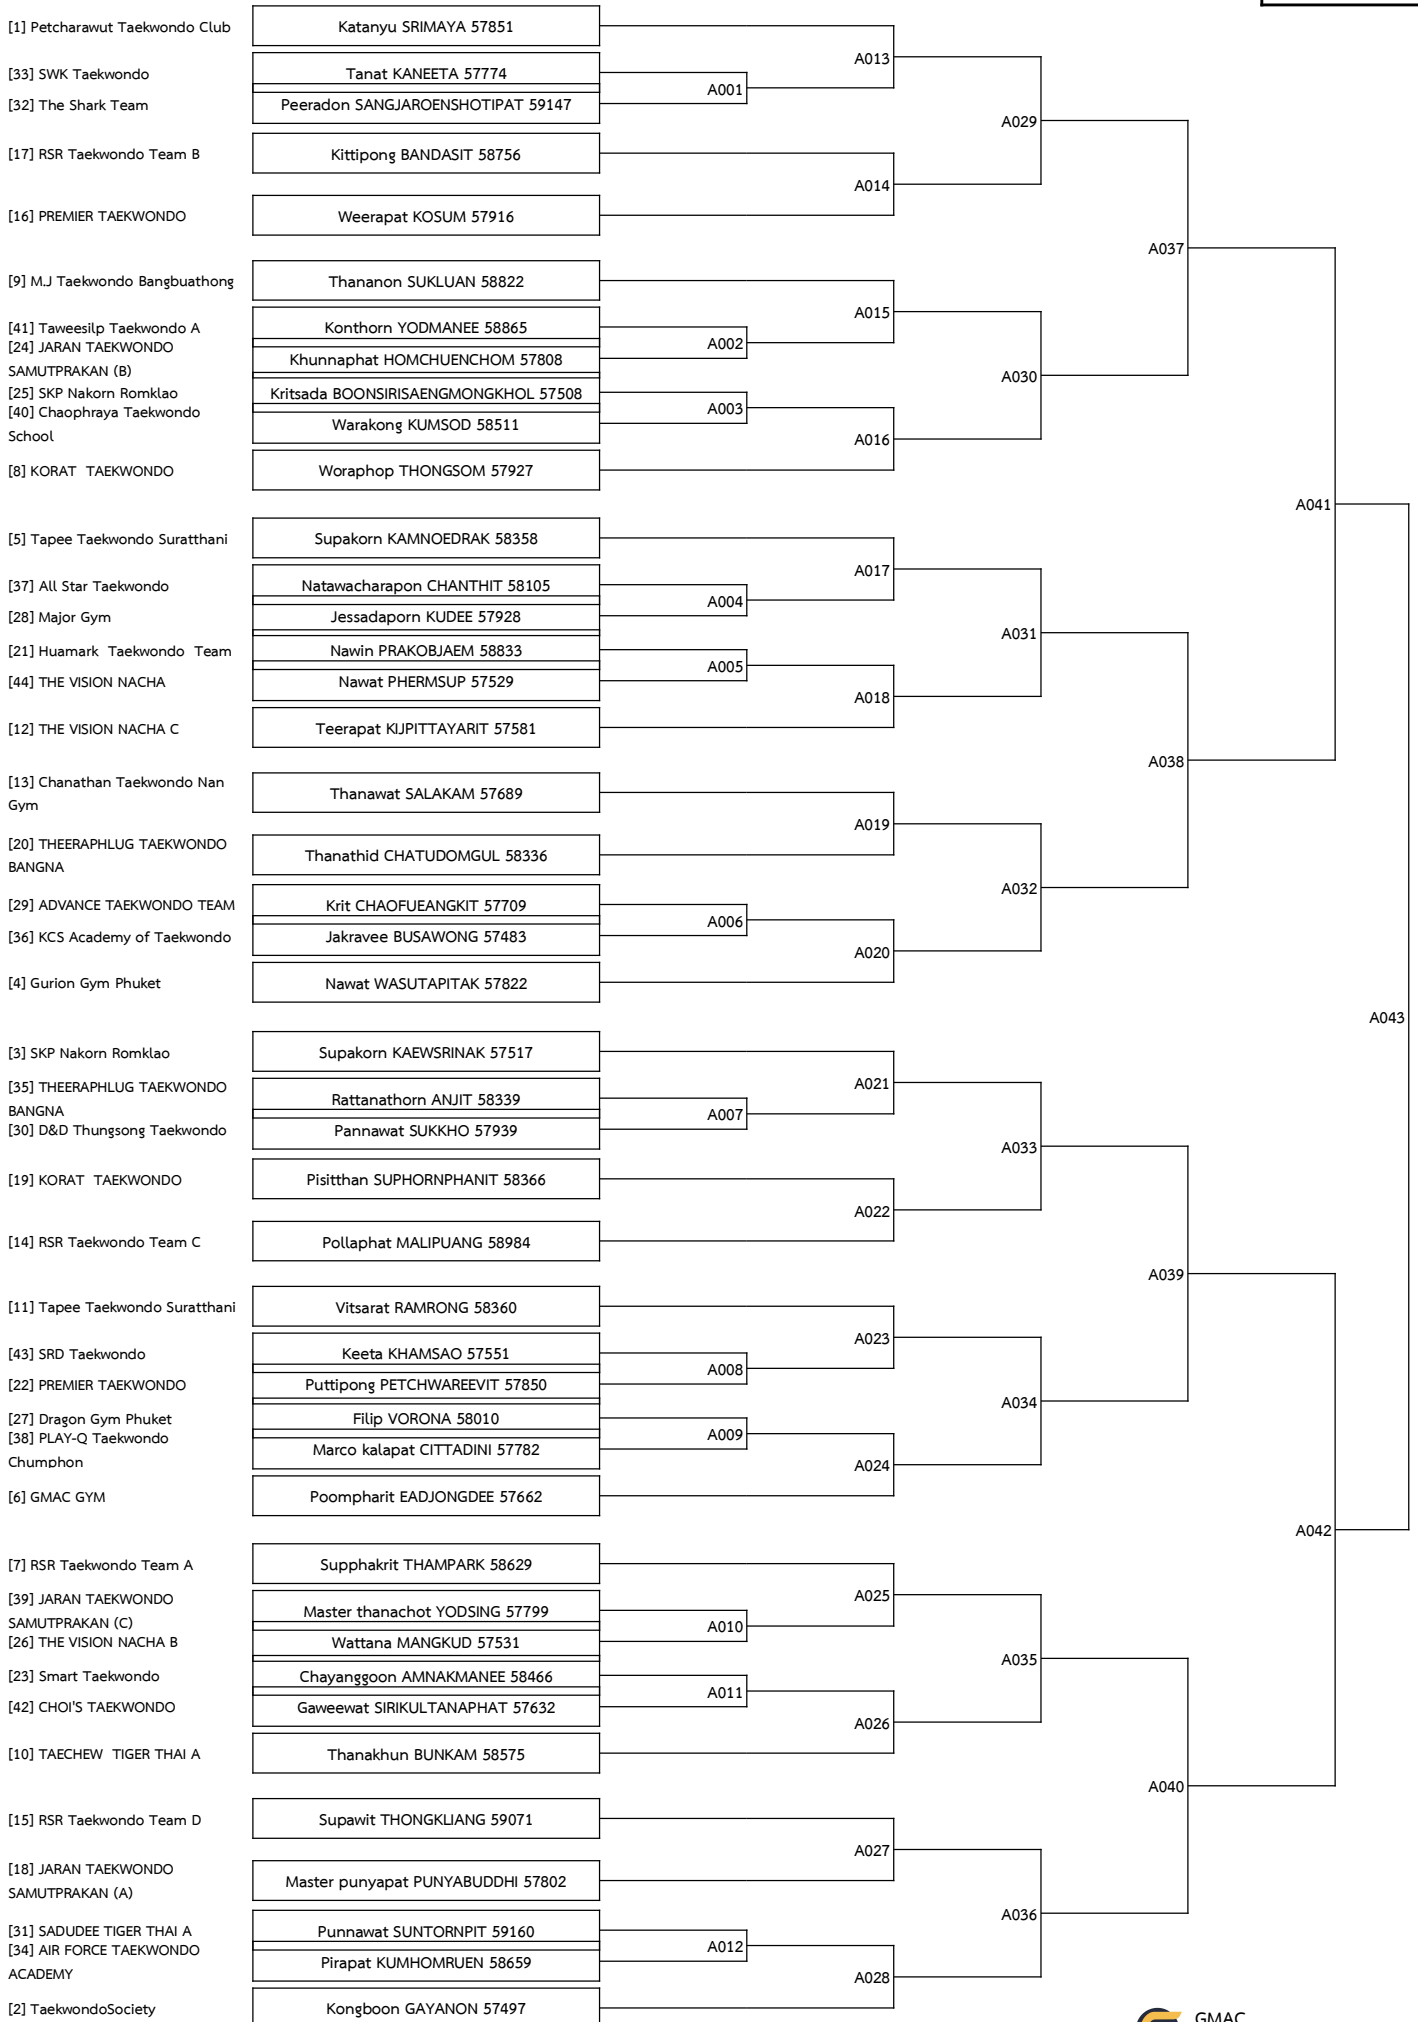 [1] Petcharawut Taekwondo Club
Katanyu SRIMAYA 57851
A013
[33] SWK Taekwondo
Tanat KANEETA 57774
A001
[32] The Shark Team
Peeradon SANGJAROENSHOTIPAT 59147
A029
[17] RSR Taekwondo Team B
Kittipong BANDASIT 58756
A014
[16] PREMIER TAEKWONDO
Weerapat KOSUM 57916
A037
[9] M.J Taekwondo Bangbuathong
Thananon SUKLUAN 58822
A015
[41] Taweesilp Taekwondo A
Konthorn YODMANEE 58865
A002
[24] JARAN TAEKWONDO
SAMUTPRAKAN (B)
Khunnaphat HOMCHUENCHOM 57808
A030
[25] SKP Nakorn Romklao
Kritsada BOONSIRISAENGMONGKHOL 57508
A003
[40] Chaophraya Taekwondo
School
Warakong KUMSOD 58511
A016
[8] KORAT TAEKWONDO
Woraphop THONGSOM 57927
A041
[5] Tapee Taekwondo Suratthani
Supakorn KAMNOEDRAK 58358
A017
[37] All Star Taekwondo
Natawacharapon CHANTHIT 58105
A004
[28] Major Gym
Jessadaporn KUDEE 57928
A031
[21] Huamark Taekwondo Team
Nawin PRAKOBJAEM 58833
A005
[44] THE VISION NACHA
Nawat PHERMSUP 57529
A018
[12] THE VISION NACHA C
Teerapat KIJPITTAYARIT 57581
A038
[13] Chanathan Taekwondo Nan
Gym
Thanawat SALAKAM 57689
A019
[20] THEERAPHLUG TAEKWONDO
BANGNA
Thanathid CHATUDOMGUL 58336
A032
[29] ADVANCE TAEKWONDO TEAM
Krit CHAOFUEANGKIT 57709
A006
[36] KCS Academy of Taekwondo
Jakravee BUSAWONG 57483
A020
[4] Gurion Gym Phuket
Nawat WASUTAPITAK 57822
A043
[3] SKP Nakorn Romklao
Supakorn KAEWSRINAK 57517
A021
[35] THEERAPHLUG TAEKWONDO
BANGNA
Rattanathorn ANJIT 58339
A007
[30] D&D Thungsong Taekwondo
Pannawat SUKKHO 57939
A033
[19] KORAT TAEKWONDO
Pisitthan SUPHORNPHANIT 58366
A022
[14] RSR Taekwondo Team C
Pollaphat MALIPUANG 58984
A039
[11] Tapee Taekwondo Suratthani
Vitsarat RAMRONG 58360
A023
[43] SRD Taekwondo
Keeta KHAMSAO 57551
A008
[22] PREMIER TAEKWONDO
Puttipong PETCHWAREEVIT 57850
A034
[27] Dragon Gym Phuket
Filip VORONA 58010
A009
[38] PLAY-Q Taekwondo
Chumphon
Marco kalapat CITTADINI 57782
A024
[6] GMAC GYM
Poompharit EADJONGDEE 57662
A042
[7] RSR Taekwondo Team A
Supphakrit THAMPARK 58629
A025
[39] JARAN TAEKWONDO
SAMUTPRAKAN (C)
Master thanachot YODSING 57799
A010
[26] THE VISION NACHA B
Wattana MANGKUD 57531
A035
[23] Smart Taekwondo
Chayanggoon AMNAKMANEE 58466
A011
[42] CHOI'S TAEKWONDO
Gaweewat SIRIKULTANAPHAT 57632
A026
[10] TAECHEW TIGER THAI A
Thanakhun BUNKAM 58575
A040
[15] RSR Taekwondo Team D
Supawit THONGKLIANG 59071
A027
[18] JARAN TAEKWONDO
SAMUTPRAKAN (A)
Master punyapat PUNYABUDDHI 57802
A036
[31] SADUDEE TIGER THAI A
Punnawat SUNTORNPIT 59160
A012
[34] AIR FORCE TAEKWONDO
ACADEMY
Pirapat KUMHOMRUEN 58659
A028
[2] TaekwondoSociety
Kongboon GAYANON 57497
GMAC